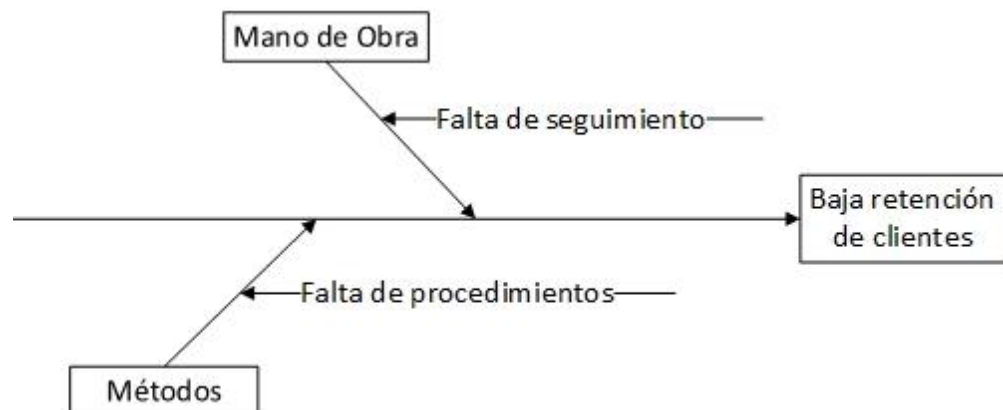 Mano de Obra
Falta de seguimiento
Baja retención
de clientes
Falta de procedimientos
Métodos